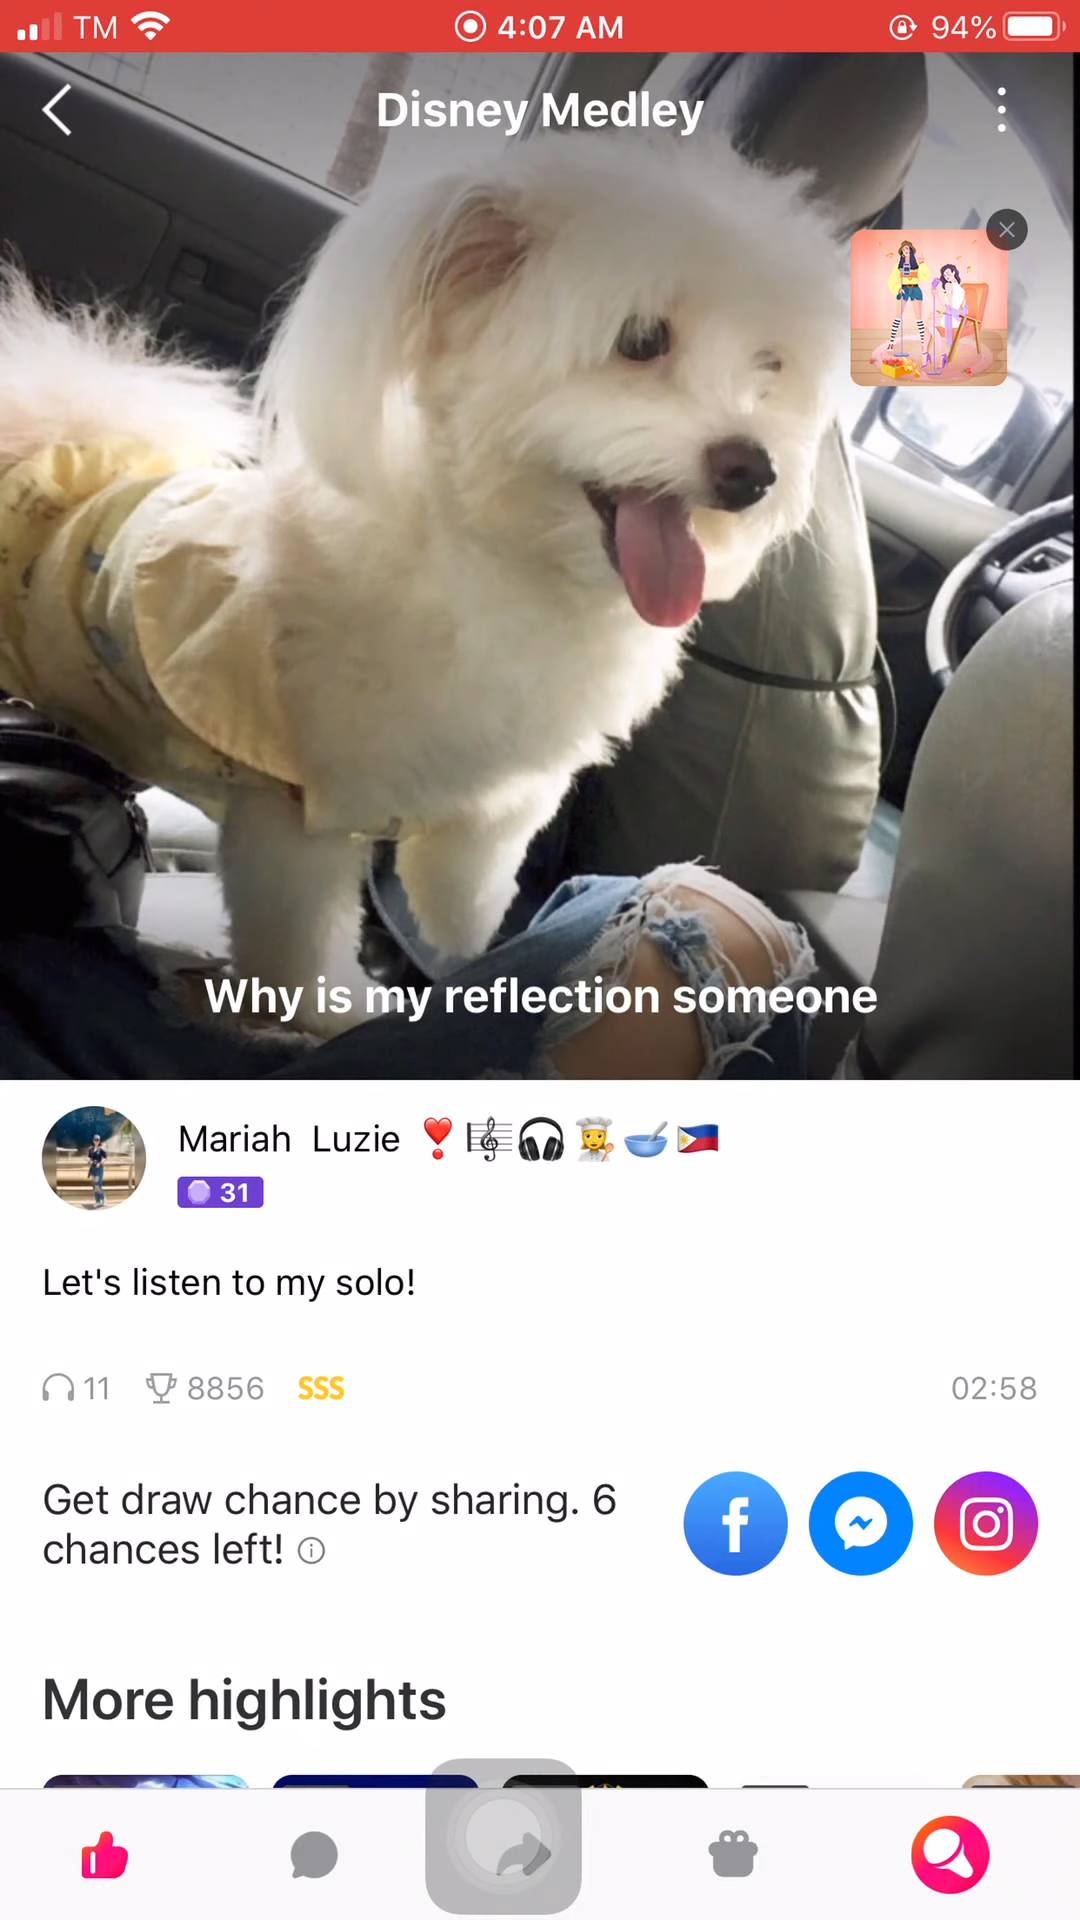 TM 4:07 AM 94%
Disney Medley
Why is my reflection someone
Mariah Luzie ❣️🎼🎧👩‍🍳🥣🇵🇭
31
Let's listen to my solo!
11 8856 SSS 02:58
Get draw chance by sharing. 6
chances left!
More highlights